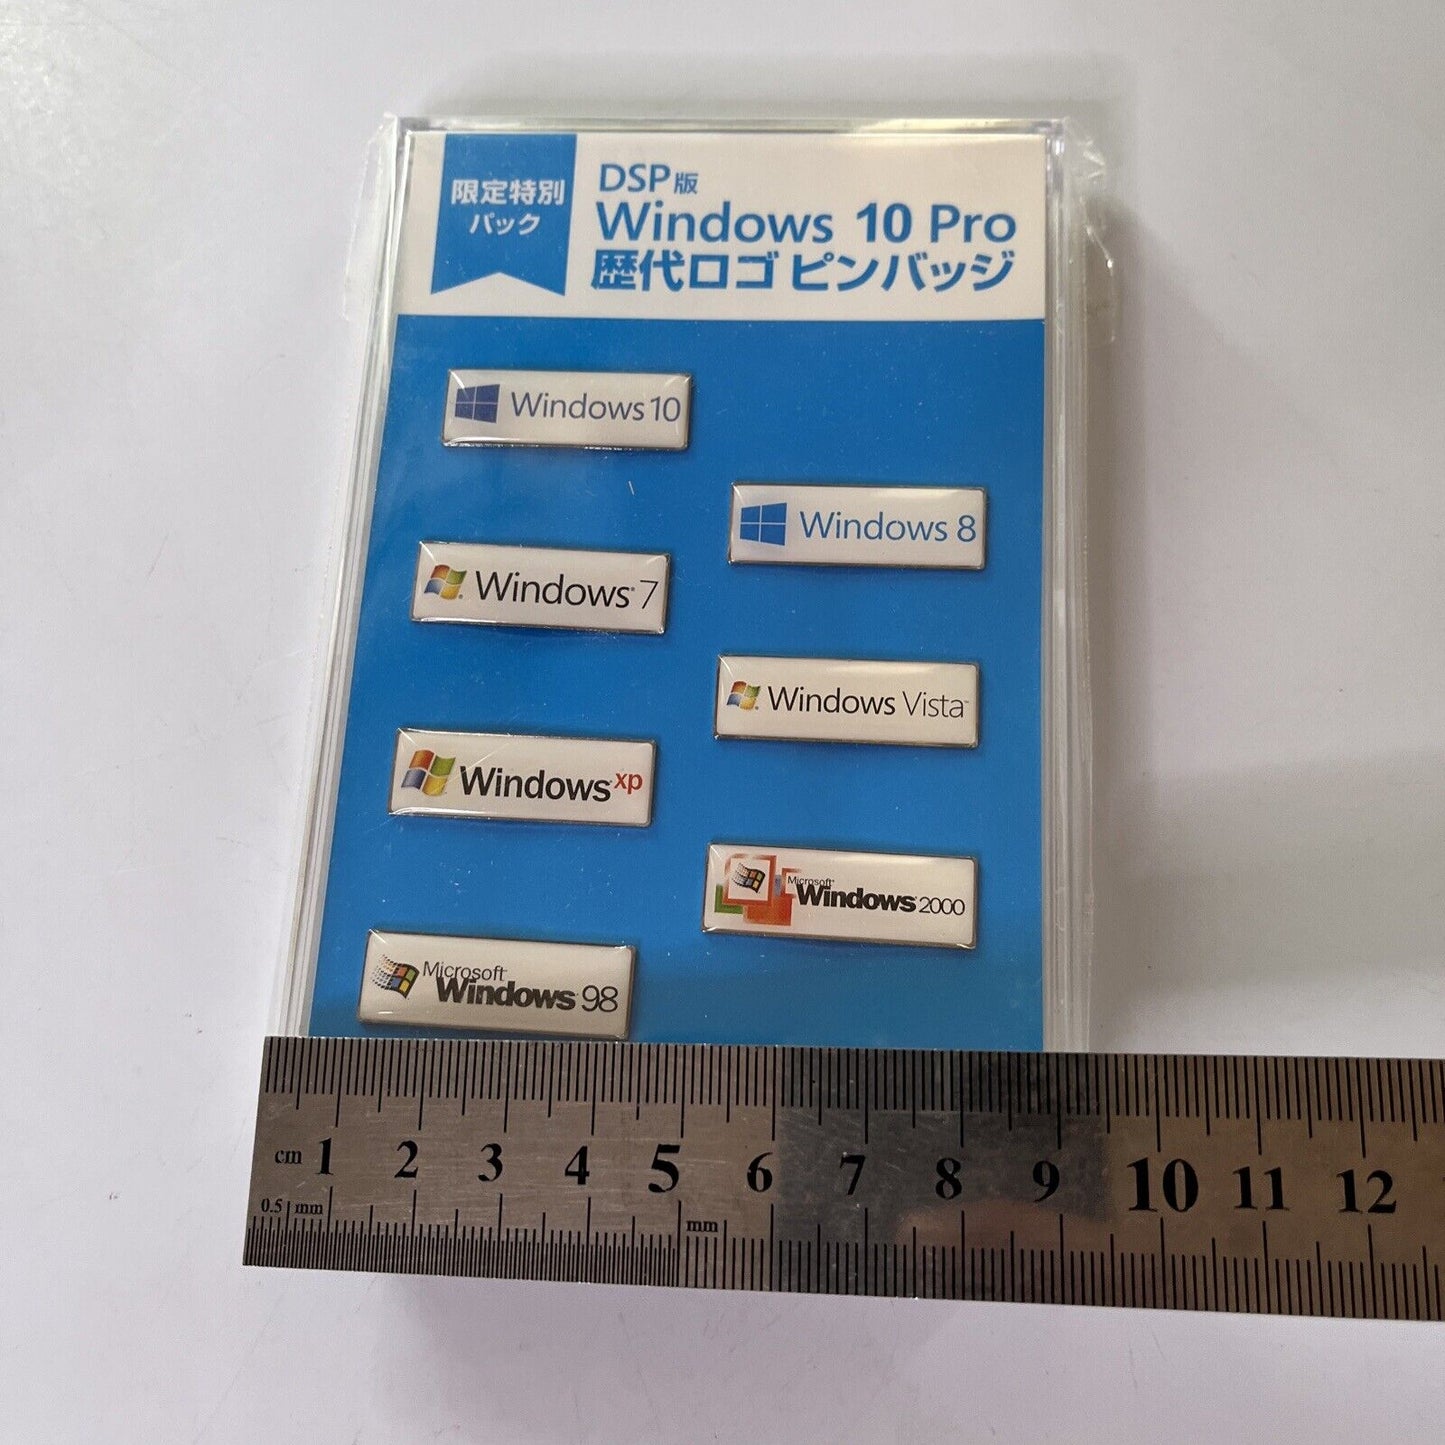 限定特別
パック
DSP版
Windows 10 Pro
歴代ロゴ ピンバッジ
Windows 10
Windows 8
Windows 7
Windows Vista
Windows xp
Microsoft
Windows 2000
Microsoft
Windows 98
cm 1 2 3 4 5 6 7 8 9 10 11 12
0.5 mm mm